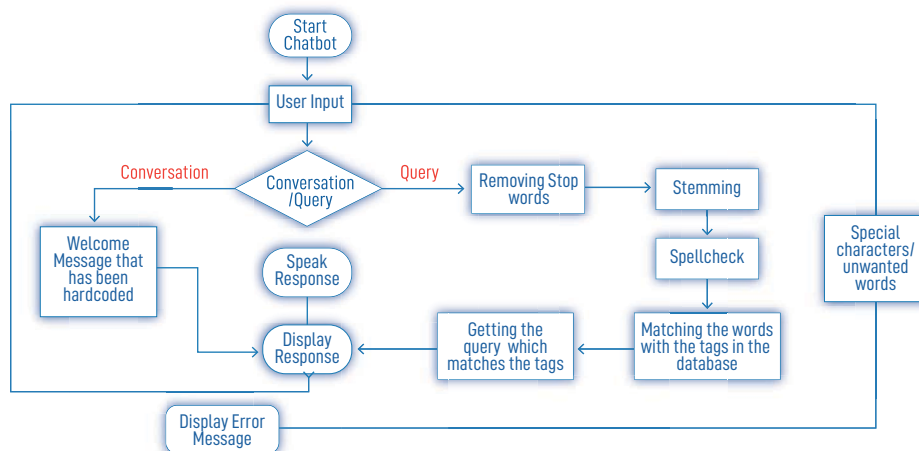 Start
Chatbot
User Input
Conversation
Conversation
/Query
Query
Removing Stop
words
Stemming
Welcome
Message that
has been
hardcoded
Speak
Response
Spellcheck
Special
characters/
unwanted
words
Display
Response
Getting the
query which
matches the tags
Matching the words
with the tags in the
database
Display Error
Message